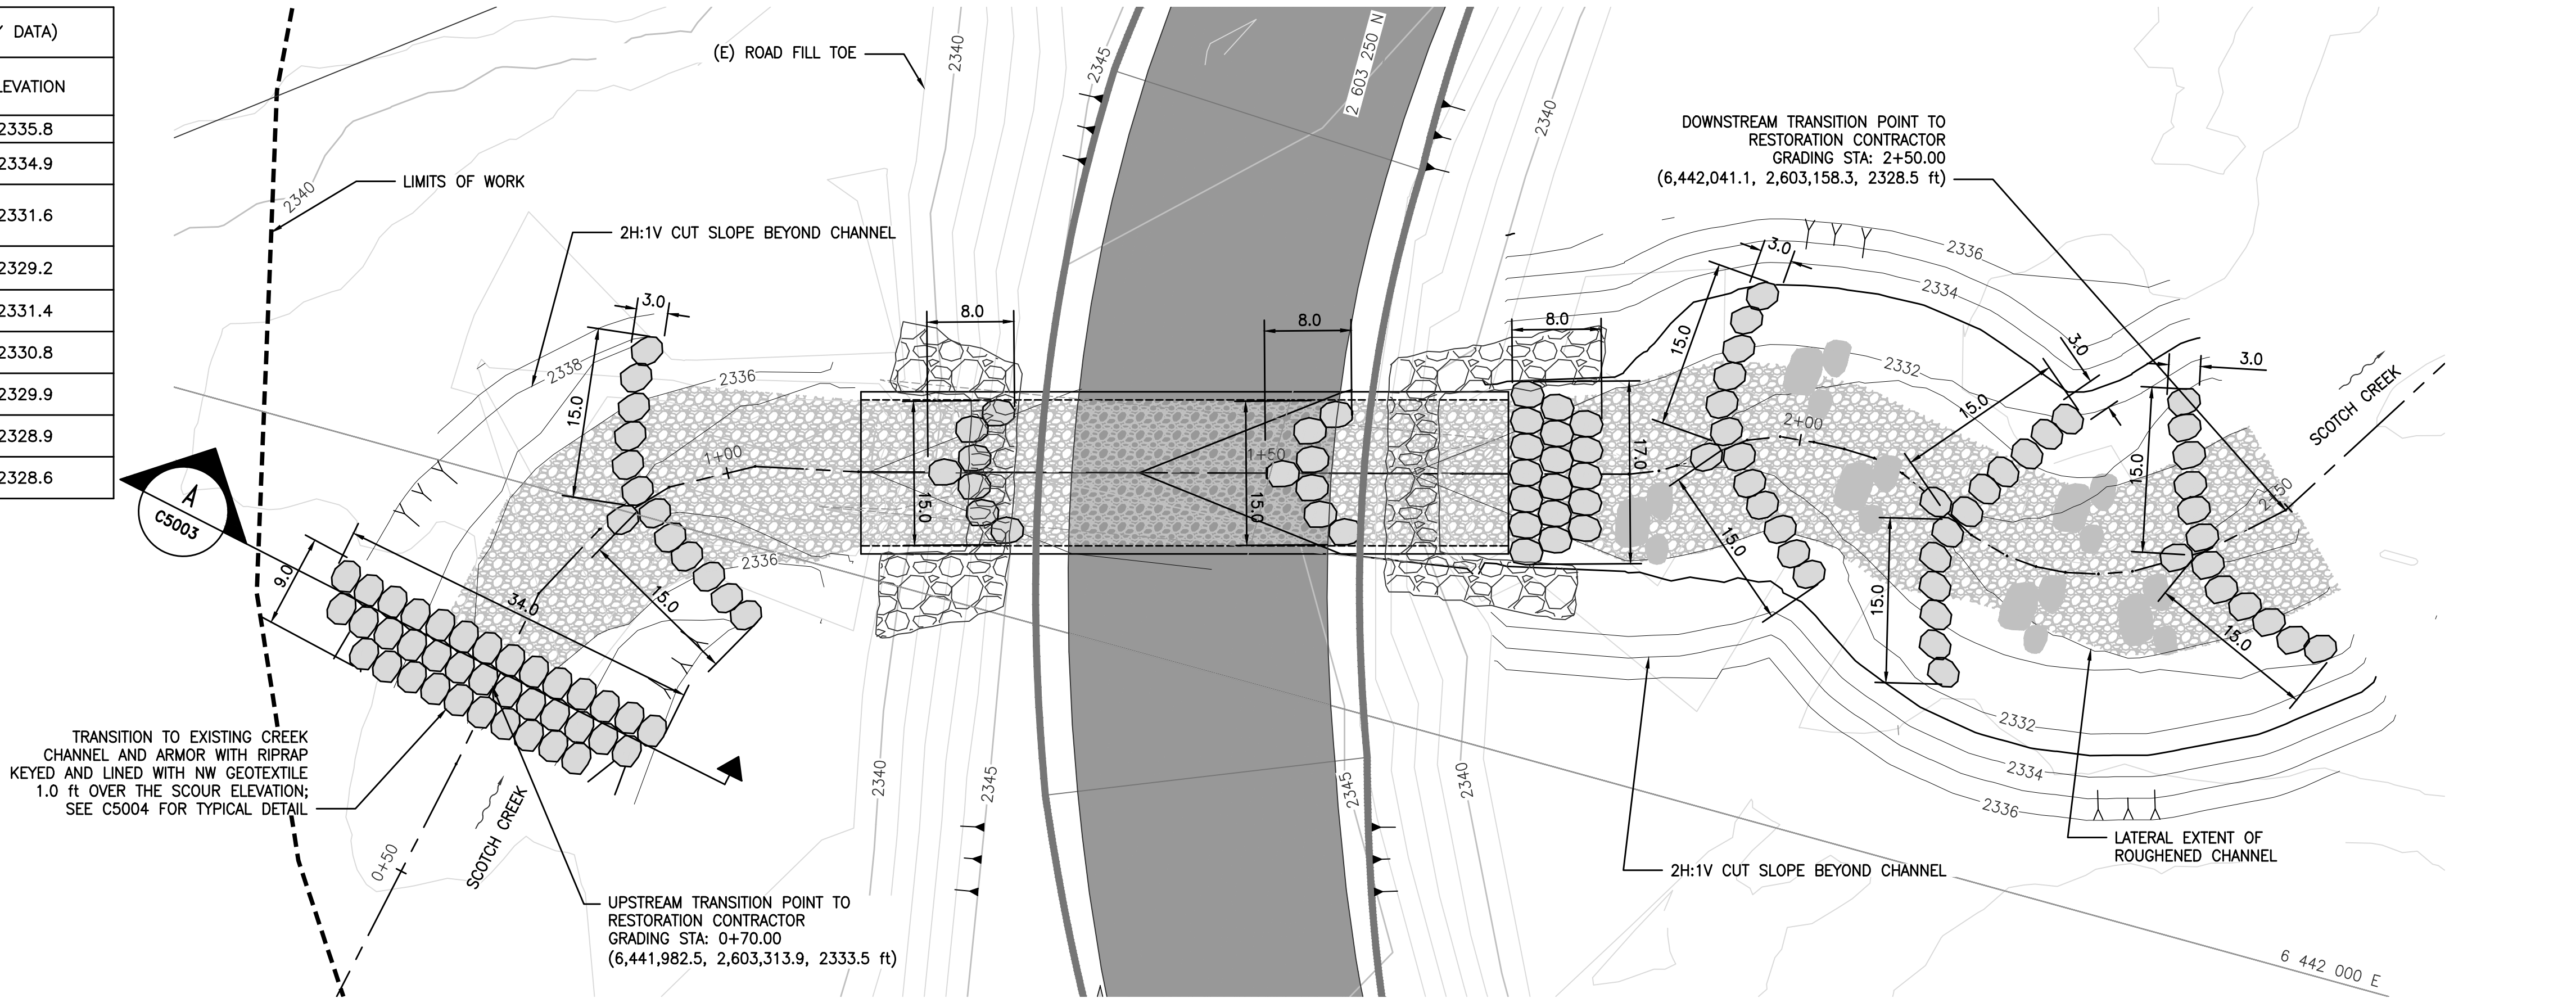 Y DATA)
LEVATION
2335.8
2334.9
2331.6
2329.2
2331.4
2330.8
2329.9
2328.9
2328.6
(E) ROAD FILL TOE
2340
2345
2 603 250 N
2340
LIMITS OF WORK
2340
2H:1V CUT SLOPE BEYOND CHANNEL
DOWNSTREAM TRANSITION POINT TO
RESTORATION CONTRACTOR
GRADING STA: 2+50.00
(6,442,041.1, 2,603,158.3, 2328.5 ft)
3.0
15.0
2338
2336
8.0
8.0
8.0
3.0
15.0
2336
2334
2332
3.0
3.0
15.0
15.0
SCOTCH CREEK
1+00
15.0
1+50
15.0
17.0
2+00
2+50
A
C5003
9.0
34.0
2336
15.0
15.0
15.0
15.0
TRANSITION TO EXISTING CREEK
CHANNEL AND ARMOR WITH RIPRAP
KEYED AND LINED WITH NW GEOTEXTILE
1.0 ft OVER THE SCOUR ELEVATION;
SEE C5004 FOR TYPICAL DETAIL
0+50
SCOTCH CREEK
2340
2345
2345
2340
2332
2334
2336
UPSTREAM TRANSITION POINT TO
RESTORATION CONTRACTOR
GRADING STA: 0+70.00
(6,441,982.5, 2,603,313.9, 2333.5 ft)
2H:1V CUT SLOPE BEYOND CHANNEL
LATERAL EXTENT OF
ROUGHENED CHANNEL
6 442 000 E